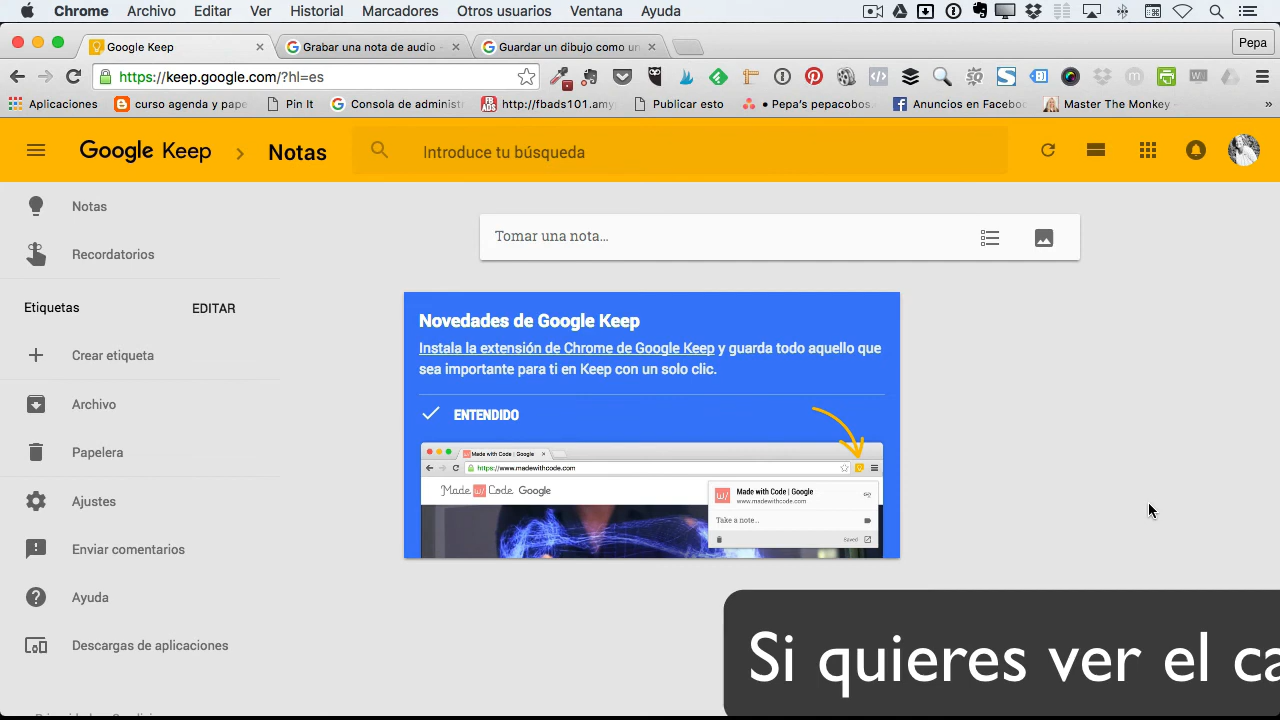 Chrome Archivo Editar Ver Historial Marcadores Otros usuarios Ventana Ayuda
Google Keep Grabar una nota de audio - Guardar un dibujo como un Pepa
https://keep.google.com/?hl=es
Aplicaciones curso agenda y pape Pin It Consola de administ http://fbads101.amy Publicar esto • Pepa's pepacobos Anuncios en Faceboo Master The Monkey - »
Google Keep > Notas Introduce tu búsqueda
Notas
Recordatorios
Etiquetas EDITAR
Crear etiqueta
Archivo
Papelera
Ajustes
Enviar comentarios
Ayuda
Descargas de aplicaciones
Tomar una nota...
Novedades de Google Keep
Instala la extensión de Chrome de Google Keep y guarda todo aquello que
sea importante para ti en Keep con un solo clic.
ENTENDIDO
Made with Code | Google
https://www.madewithcode.com
Made w/ Code Google
Made with Code | Google
www.madewithcode.com
Take a note...
Saved
Si quieres ver el ca